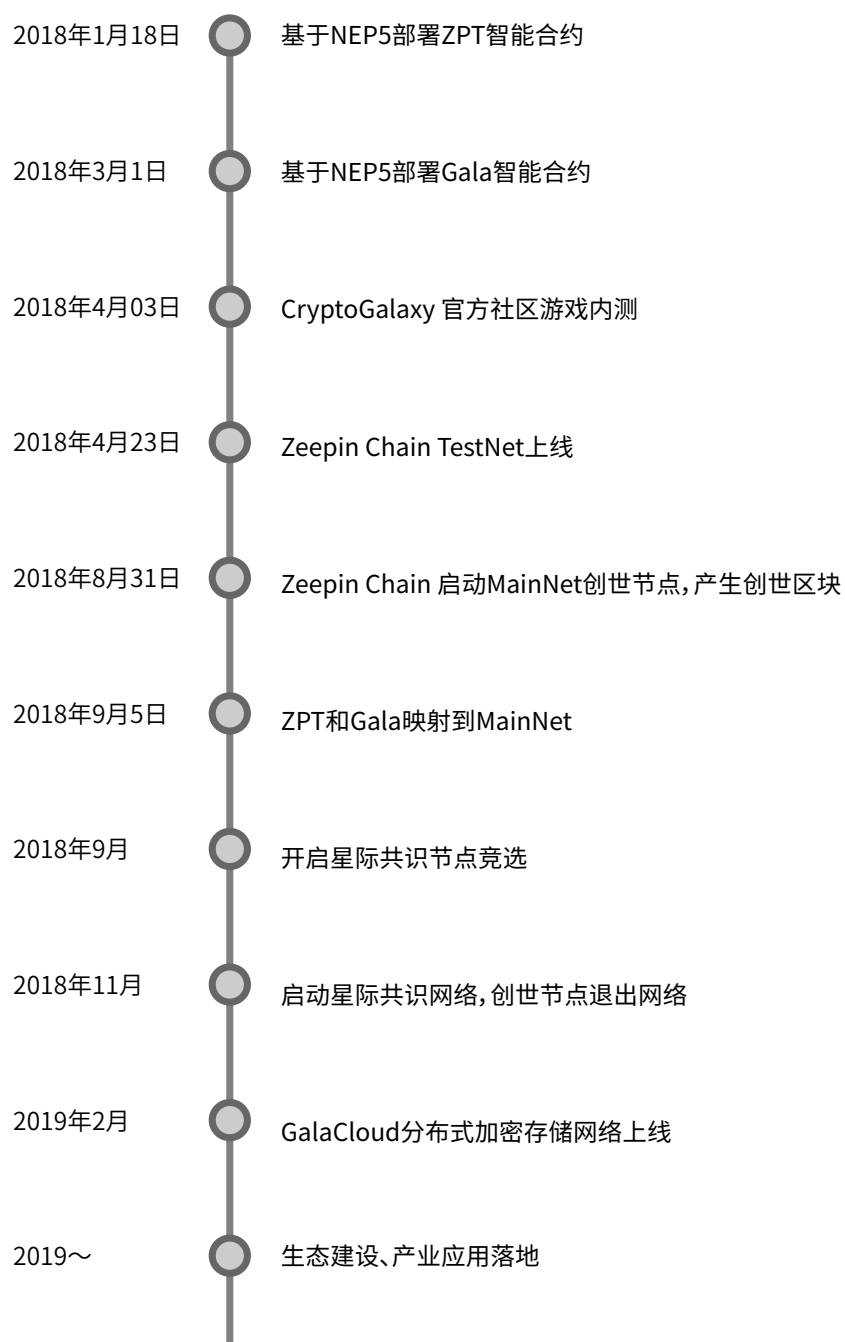 2018年1月18日 基于NEP5部署ZPT智能合约
2018年3月1日 基于NEP5部署Gala智能合约
2018年4月03日 CryptoGalaxy 官方社区游戏内测
2018年4月23日 Zeepin Chain TestNet上线
2018年8月31日 Zeepin Chain 启动MainNet创世节点，产生创世区块
2018年9月5日 ZPT和Gala映射到MainNet
2018年9月 开启星际共识节点竞选
2018年11月 启动星际共识网络，创世节点退出网络
2019年2月 GalaCloud分布式加密存储网络上线
2019～ 生态建设、产业应用落地